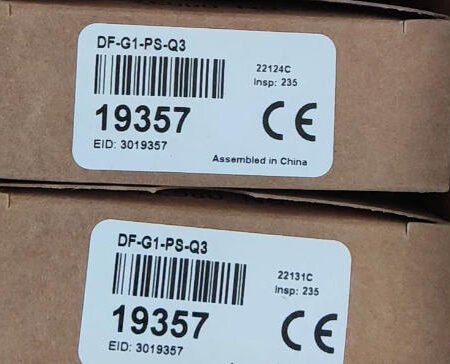 DF-G1-PS-Q3
22124C
Insp: 235
19357
CE
EID: 3019357
Assembled in China
DF-G1-PS-Q3
22131C
Insp: 235
19357
CE
EID: 3019357